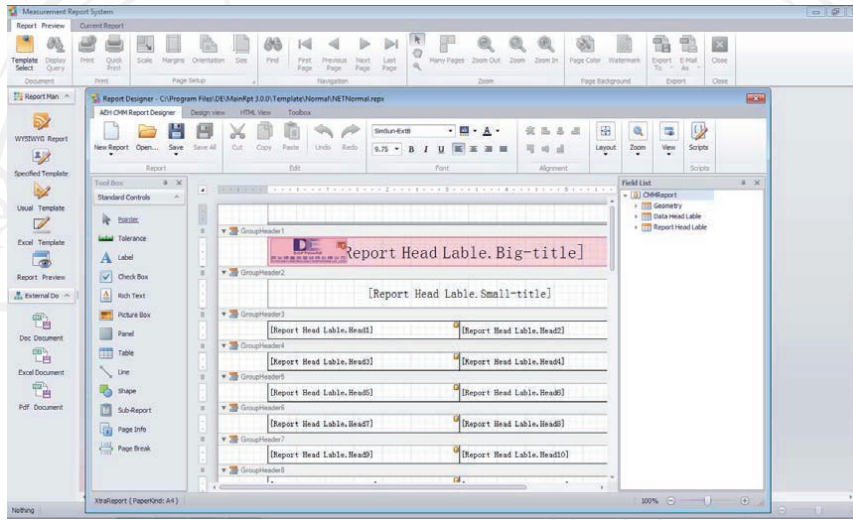 Measurement Report System
Report Preview Current Report
Template Select Display Query Print Quick Print Scale Margins Orientation Size Find First Page Previous Page Next Page Last Page Many Pages Zoom Out Zoom Zoom In Page Color Watermark Export To E-Mail As Close
Document Print Page Setup Navigation Zoom Page Background Export Close
Report Man
WYSIWYG Report
Specified Template
Usual Template
Excel Template
Report Preview
External Do
Doc Document
Excel Document
Pdf Document
Nothing
Report Designer - C:\Program Files\DE\MainRpt 3.0.0\Template\Normal\NETNormal.repx
AEH CMM Report Designer Design view HTML View Toolbox
New Report Open... Save Save All Cut Copy Paste Undo Redo
SimSun-ExtB
9.75 B I U
Layout Zoom View Scripts
Report Edit Font Alignment Scripts
Tool Box
Standard Controls
Pointer
Tolerance
Label
Check Box
Rich Text
Picture Box
Panel
Table
Line
Shape
Sub-Report
Page Info
Page Break
GroupHeader1
DE
Report Head Lable.Big-title]
GroupHeader2
[Report Head Lable.Small-title]
GroupHeader3
[Report Head Lable.Head1] [Report Head Lable.Head2]
GroupHeader4
[Report Head Lable.Head3] [Report Head Lable.Head4]
GroupHeader5
[Report Head Lable.Head5] [Report Head Lable.Head6]
GroupHeader6
[Report Head Lable.Head7] [Report Head Lable.Head8]
GroupHeader7
[Report Head Lable.Head9] [Report Head Lable.Head10]
GroupHeader8
Field List
CMMReport
Geometry
Data Head Lable
Report Head Lable
XtraReport { PaperKind: A4 }
100%